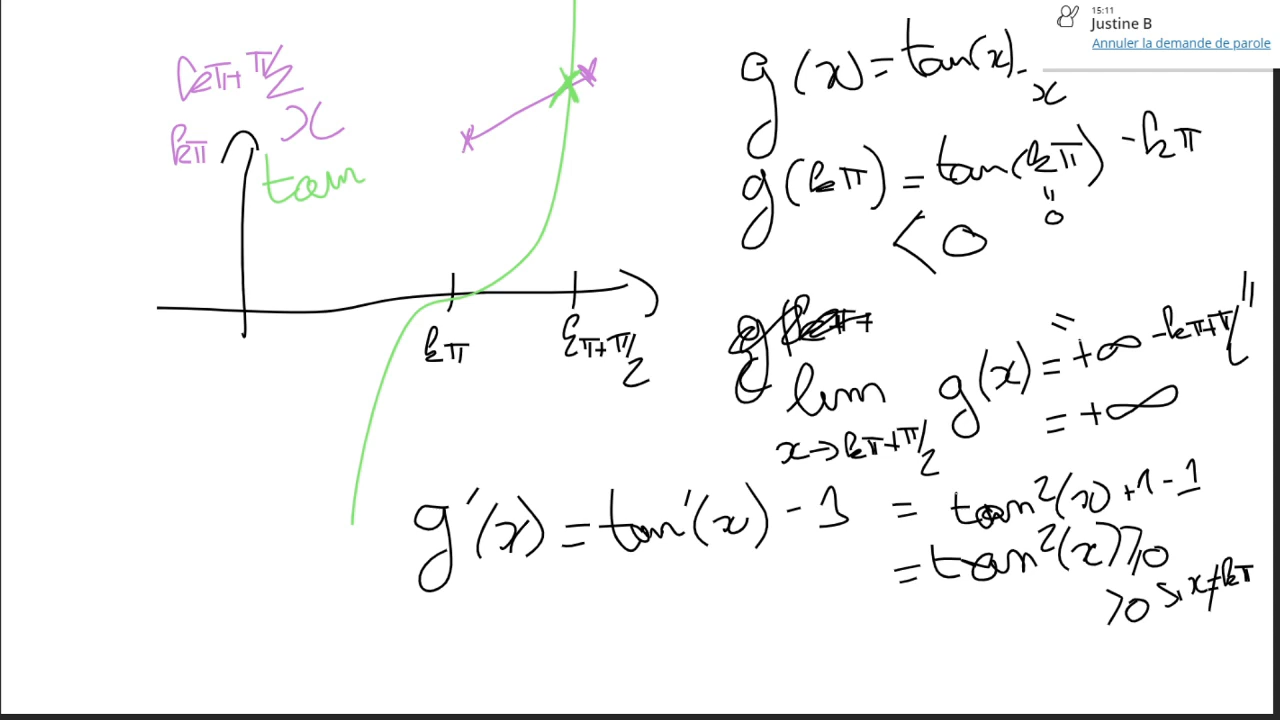 15:11
Justine B
Annuler la demande de parole
kπ+π/2
x
kπ
tan
kπ
kπ+π/2
g(x)=tan(x)-x
g(kπ) = tan(kπ) -kπ
"
0
< 0
lim g(x) = +∞ -kπ+π/2 "
x→kπ+π/2
= +∞
g'(x) = tan'(x) - 1 = tan²(x)+1-1
= tan²(x) ⩾0
>0 si x≠kπ